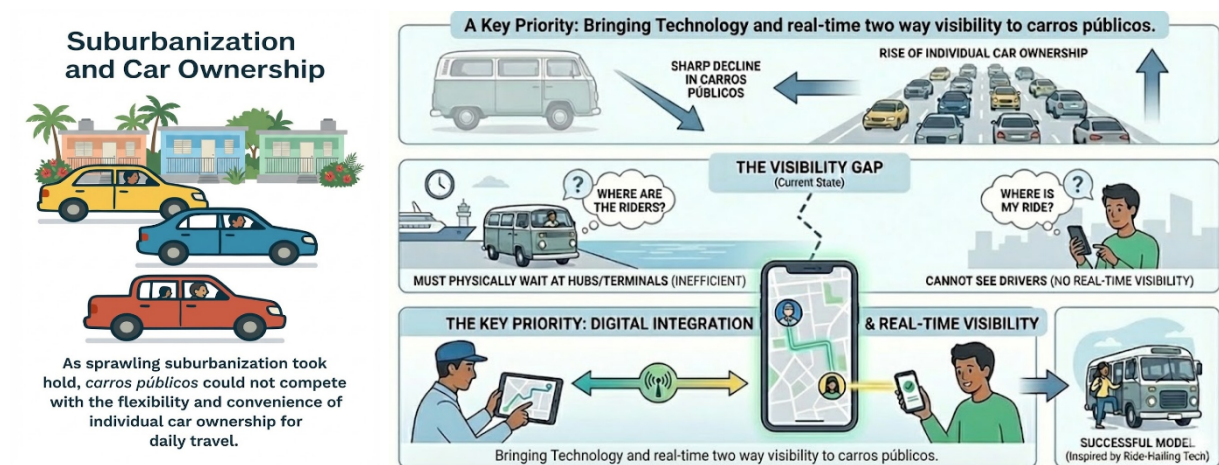 Suburbanization
and Car Ownership
As sprawling suburbanization took
hold, carros públicos could not compete
with the flexibility and convenience of
individual car ownership for
daily travel.
A Key Priority: Bringing Technology and real-time two way visibility to carros públicos.
SHARP DECLINE
IN CARROS
PÚBLICOS
RISE OF INDIVIDUAL CAR OWNERSHIP
THE VISIBILITY GAP
(Current State)
?
WHERE ARE
THE RIDERS?
MUST PHYSICALLY WAIT AT HUBS/TERMINALS (INEFFICIENT)
?
WHERE IS
MY RIDE?
CANNOT SEE DRIVERS (NO REAL-TIME VISIBILITY)
THE KEY PRIORITY: DIGITAL INTEGRATION & REAL-TIME VISIBILITY
Bringing Technology and real-time two way visibility to carros públicos.
SUCCESSFUL MODEL
(Inspired by Ride-Hailing Tech)